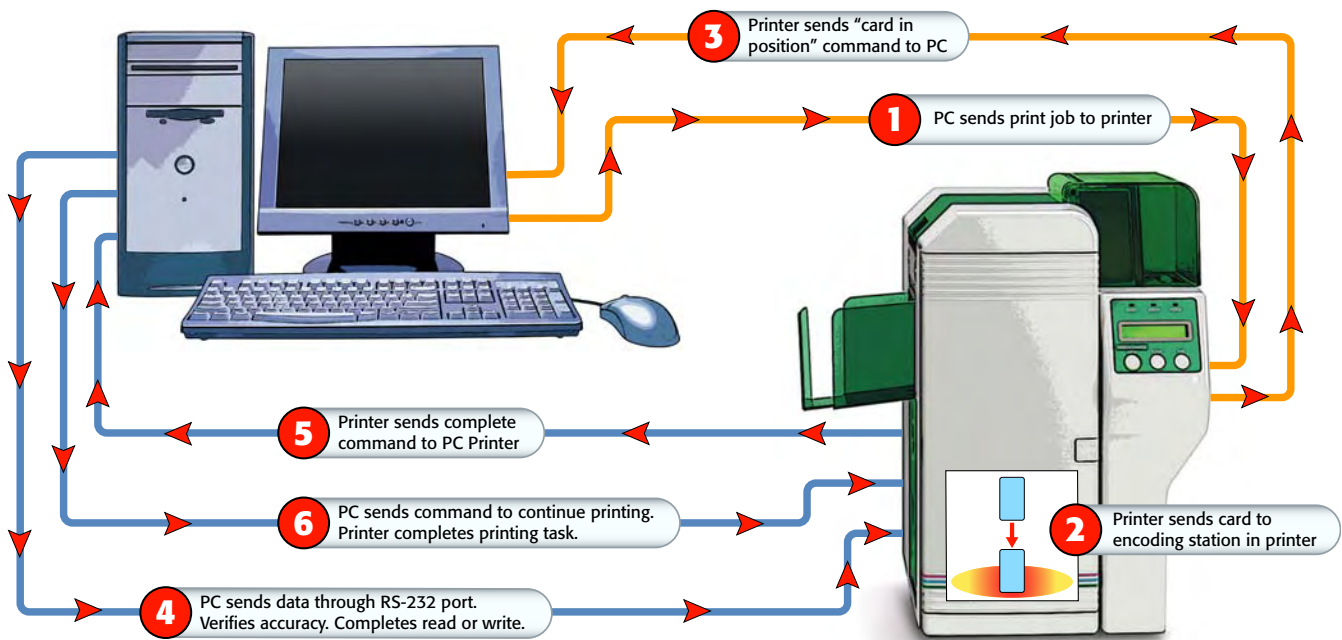 3
Printer sends “card in
position” command to PC
1
PC sends print job to printer
5
Printer sends complete
command to PC Printer
6
PC sends command to continue printing.
Printer completes printing task.
2
Printer sends card to
encoding station in printer
4
PC sends data through RS-232 port.
Verifies accuracy. Completes read or write.